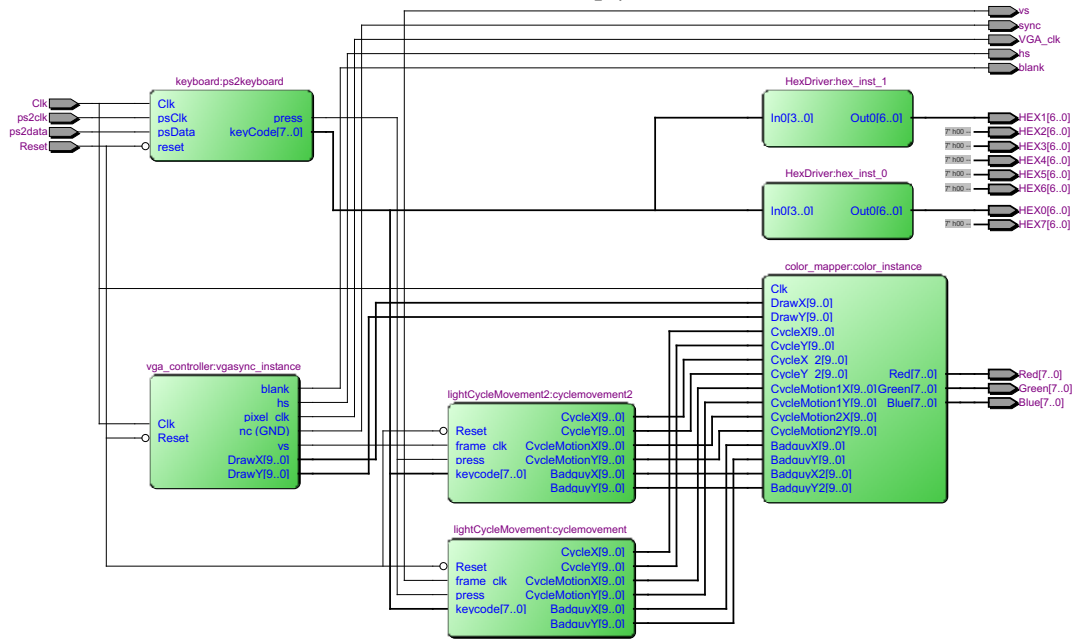 vs
sync
VGA_clk
hs
blank
keyboard:ps2keyboard
Clk
ps2clk
ps2data
Reset
Clk
psClk
psData
reset
press
keyCode[7..0]
HexDriver:hex_inst_1
In0[3..0]
Out0[6..0]
HEX1[6..0]
7' h00 -- HEX2[6..0]
7' h00 -- HEX3[6..0]
7' h00 -- HEX4[6..0]
7' h00 -- HEX5[6..0]
7' h00 -- HEX6[6..0]
HexDriver:hex_inst_0
In0[3..0]
Out0[6..0]
HEX0[6..0]
7' h00 -- HEX7[6..0]
color_mapper:color_instance
Clk
DrawX[9..0]
DrawY[9..0]
CycleX[9..0]
CycleY[9..0]
CycleX_2[9..0]
CycleY_2[9..0]
CycleMotion1X[9..0]
CycleMotion1Y[9..0]
CycleMotion2X[9..0]
CycleMotion2Y[9..0]
BadguyX[9..0]
BadguyY[9..0]
BadguyX2[9..0]
BadguyY2[9..0]
Red[7..0]
Green[7..0]
Blue[7..0]
Red[7..0]
Green[7..0]
Blue[7..0]
vga_controller:vgasync_instance
Clk
Reset
blank
hs
pixel_clk
nc (GND)
vs
DrawX[9..0]
DrawY[9..0]
lightCycleMovement2:cyclemovement2
Reset
frame_clk
press
keycode[7..0]
CycleX[9..0]
CycleY[9..0]
CycleMotionX[9..0]
CycleMotionY[9..0]
BadguyX[9..0]
BadguyY[9..0]
lightCycleMovement:cyclemovement
Reset
frame_clk
press
keycode[7..0]
CycleX[9..0]
CycleY[9..0]
CycleMotionX[9..0]
CycleMotionY[9..0]
BadguyX[9..0]
BadguyY[9..0]